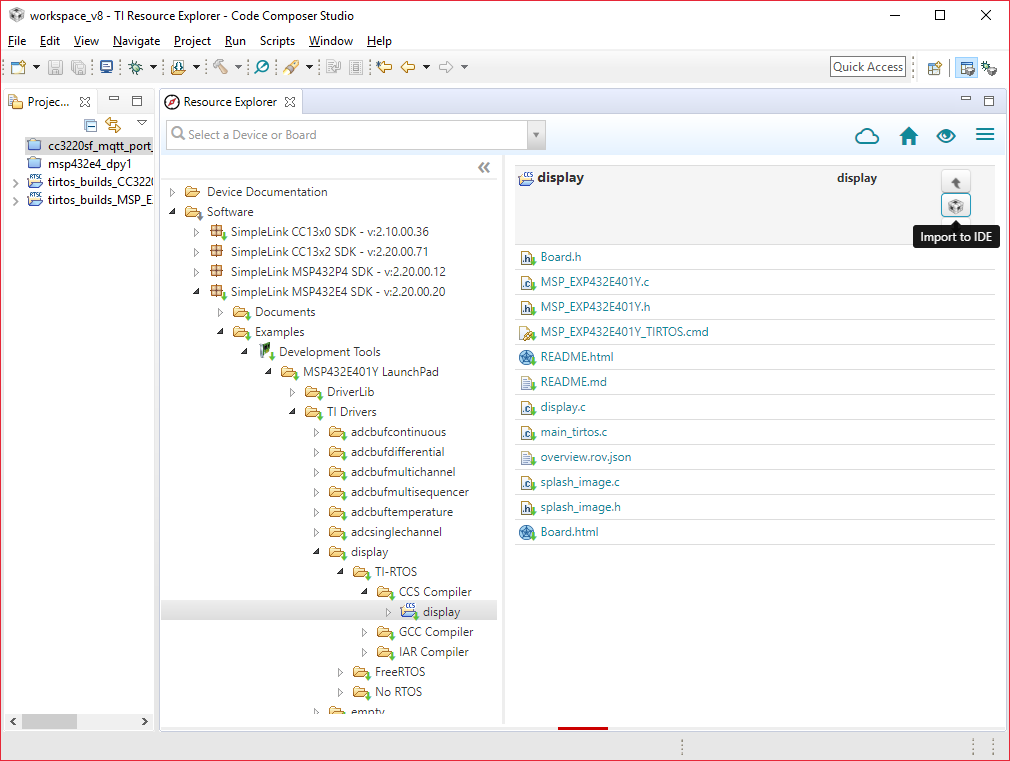 workspace_v8 - TI Resource Explorer - Code Composer Studio
File Edit View Navigate Project Run Scripts Window Help
Quick Access
Projec...
cc3220sf_mqtt_port_
msp432e4_dpy1
tirtos_builds_CC322
tirtos_builds_MSP_E
Resource Explorer
Select a Device or Board
Device Documentation
Software
SimpleLink CC13x0 SDK - v:2.10.00.36
SimpleLink CC13x2 SDK - v:2.20.00.71
SimpleLink MSP432P4 SDK - v:2.20.00.12
SimpleLink MSP432E4 SDK - v:2.20.00.20
Documents
Examples
Development Tools
MSP432E401Y LaunchPad
DriverLib
TI Drivers
adcbufcontinuous
adcbufdifferential
adcbufmultichannel
adcbufmultisequencer
adcbuftemperature
adcsinglechannel
display
TI-RTOS
CCS Compiler
display
GCC Compiler
IAR Compiler
FreeRTOS
No RTOS
empty
display display
Import to IDE
Board.h
MSP_EXP432E401Y.c
MSP_EXP432E401Y.h
MSP_EXP432E401Y_TIRTOS.cmd
README.html
README.md
display.c
main_tirtos.c
overview.rov.json
splash_image.c
splash_image.h
Board.html